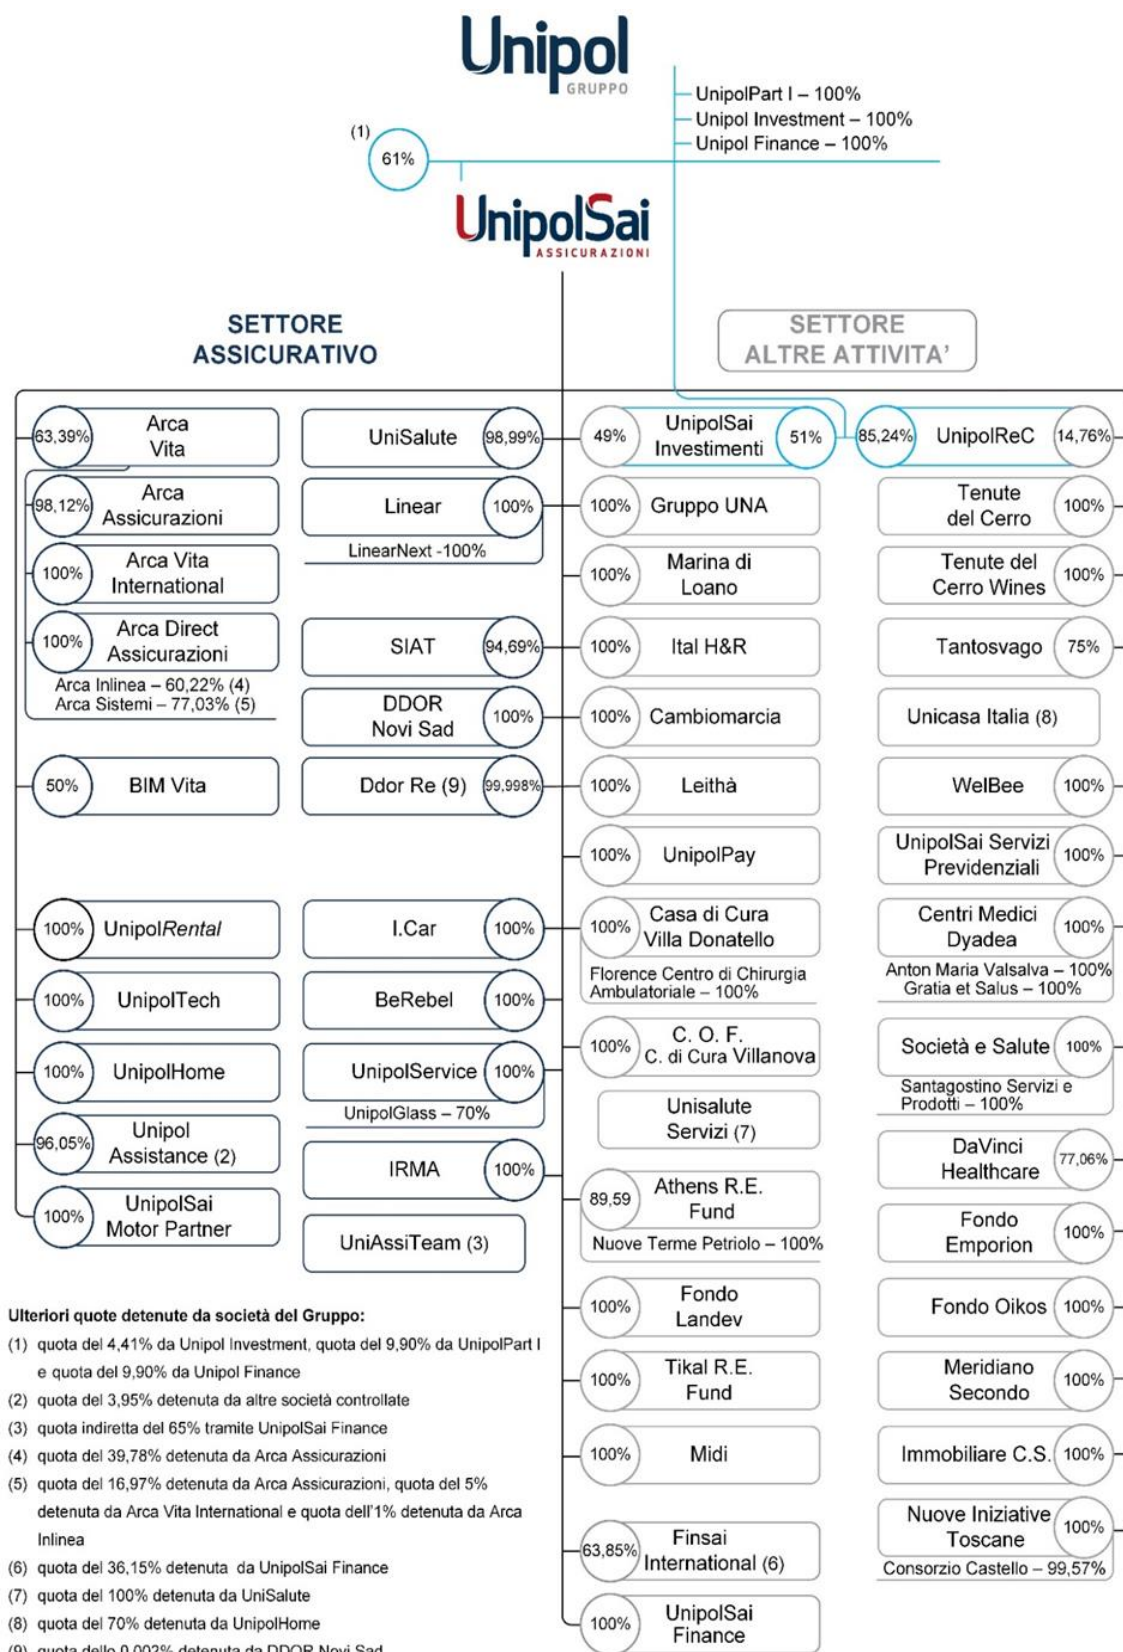 Unipol
GRUPPO
UnipolPart I – 100%
Unipol Investment – 100%
Unipol Finance – 100%
(1)
61%
UnipolSai
ASSICURAZIONI
SETTORE
ASSICURATIVO
SETTORE
ALTRE ATTIVITA’
63,39%
Arca
Vita
98,12%
Arca
Assicurazioni
100%
Arca Vita
International
100%
Arca Direct
Assicurazioni
Arca Inlinea – 60,22% (4)
Arca Sistemi – 77,03% (5)
50%
BIM Vita
100%
UnipolRental
100%
UnipolTech
100%
UnipolHome
96,05%
Unipol
Assistance (2)
100%
UnipolSai
Motor Partner
UniSalute
98,99%
Linear
100%
LinearNext -100%
SIAT
94,69%
DDOR
Novi Sad
100%
Ddor Re (9)
99,998%
I.Car
100%
BeRebel
100%
UnipolService
100%
UnipolGlass – 70%
IRMA
100%
UniAssiTeam (3)
49%
UnipolSai
Investimenti
51%
100%
Gruppo UNA
100%
Marina di
Loano
100%
Ital H&R
100%
Cambiomarcia
100%
Leithà
100%
UnipolPay
100%
Casa di Cura
Villa Donatello
Florence Centro di Chirurgia
Ambulatoriale – 100%
100%
C. O. F.
C. di Cura Villanova
Unisalute
Servizi (7)
89,59
Athens R.E.
Fund
Nuove Terme Petriolo – 100%
100%
Fondo
Landev
100%
Tikal R.E.
Fund
100%
Midi
63,85%
Finsai
International (6)
100%
UnipolSai
Finance
85,24%
UnipolReC
14,76%
Tenute
del Cerro
100%
Tenute del
Cerro Wines
100%
Tantosvago
75%
Unicasa Italia (8)
WelBee
100%
UnipolSai Servizi
Previdenziali
100%
Centri Medici
Dyadea
100%
Anton Maria Valsalva – 100%
Gratia et Salus – 100%
Società e Salute
100%
Santagostino Servizi e
Prodotti – 100%
DaVinci
Healthcare
77,06%
Fondo
Emporion
100%
Fondo Oikos
100%
Meridiano
Secondo
100%
Immobiliare C.S.
100%
Nuove Iniziative
Toscane
100%
Consorzio Castello – 99,57%
Ulteriori quote detenute da società del Gruppo:
(1) quota del 4,41% da Unipol Investment, quota del 9,90% da UnipolPart I
e quota del 9,90% da Unipol Finance
(2) quota del 3,95% detenuta da altre società controllate
(3) quota indiretta del 65% tramite UnipolSai Finance
(4) quota del 39,78% detenuta da Arca Assicurazioni
(5) quota del 16,97% detenuta da Arca Assicurazioni, quota del 5%
detenuta da Arca Vita International e quota dell'1% detenuta da Arca
Inlinea
(6) quota del 36,15% detenuta da UnipolSai Finance
(7) quota del 100% detenuta da UniSalute
(8) quota del 70% detenuta da UnipolHome
(9) quota dello 0,002% detenuta da DDOR Novi Sad